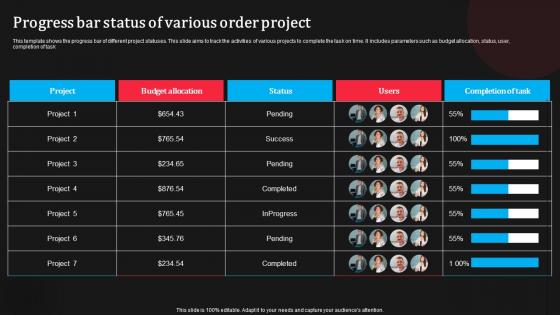 Progress bar status of various order project
This template shows the progress bar of different project statuses. This slide aims to track the activities of various projects to complete the task on time. It includes parameters such as budget allocation, status, user,
completion of task
Project Budget allocation Status Users Completion of task
Project 1 $654.43 Pending 55%
Project 2 $765.54 Success 100%
Project 3 $234.65 Pending 55%
Project 4 $876.54 Completed 55%
Project 5 $765.45 InProgress 55%
Project 6 $345.76 Pending 55%
Project 7 $234.54 Completed 1 00%
This slide is 100% editable. Adapt it to your needs and capture your audience's attention.